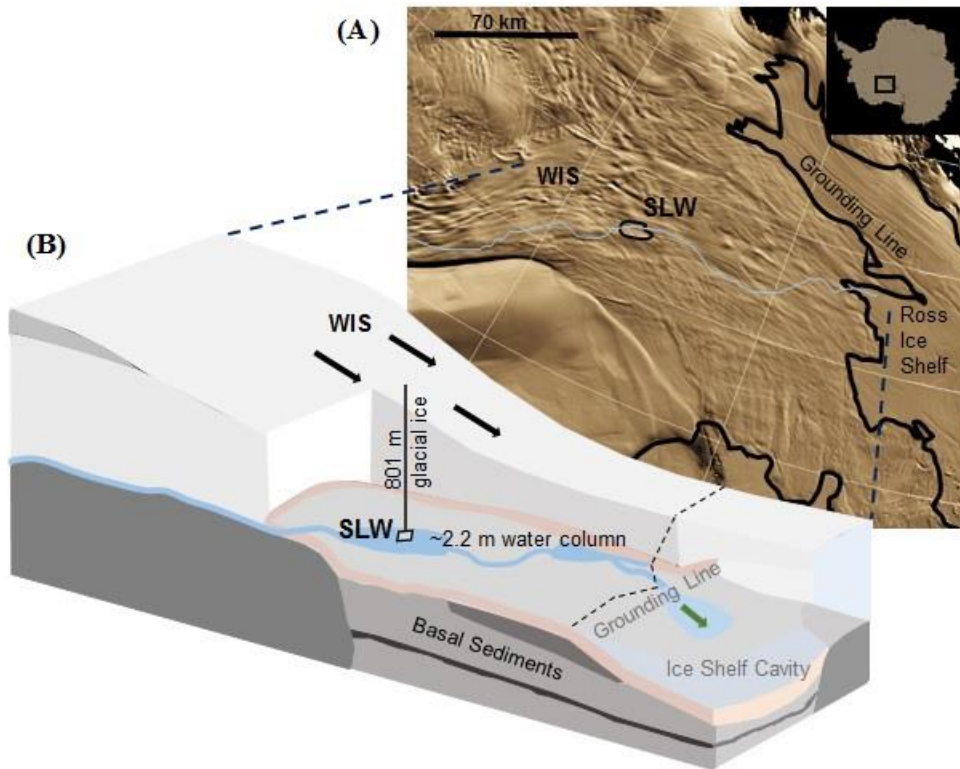 (A)
70 km
WIS
SLW
Grounding Line
Ross
Ice
Shelf
(B)
WIS
801 m
glacial ice
SLW
~2.2 m water column
Grounding Line
Basal Sediments
Ice Shelf Cavity